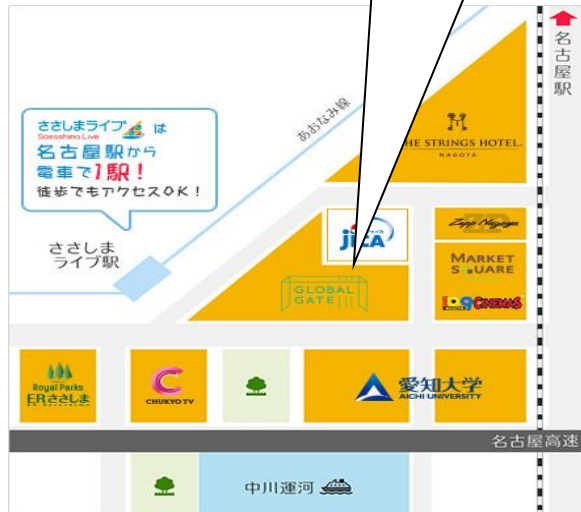 名古屋駅
あおなみ線
THE STRINGS HOTEL
NAGOYA
ささしまライブ は
Sasashima Live
名古屋駅から
電車で1駅！
徒歩でもアクセスOK！
jICA
Zepp Nagoya
MARKET
SQUARE
109 CINEMAS
ささしま
ライブ駅
GLOBAL
GATE
Royal Parks
ERささしま
CHUKYO TV
愛知大学
AICHI UNIVERSITY
名古屋高速
中川運河